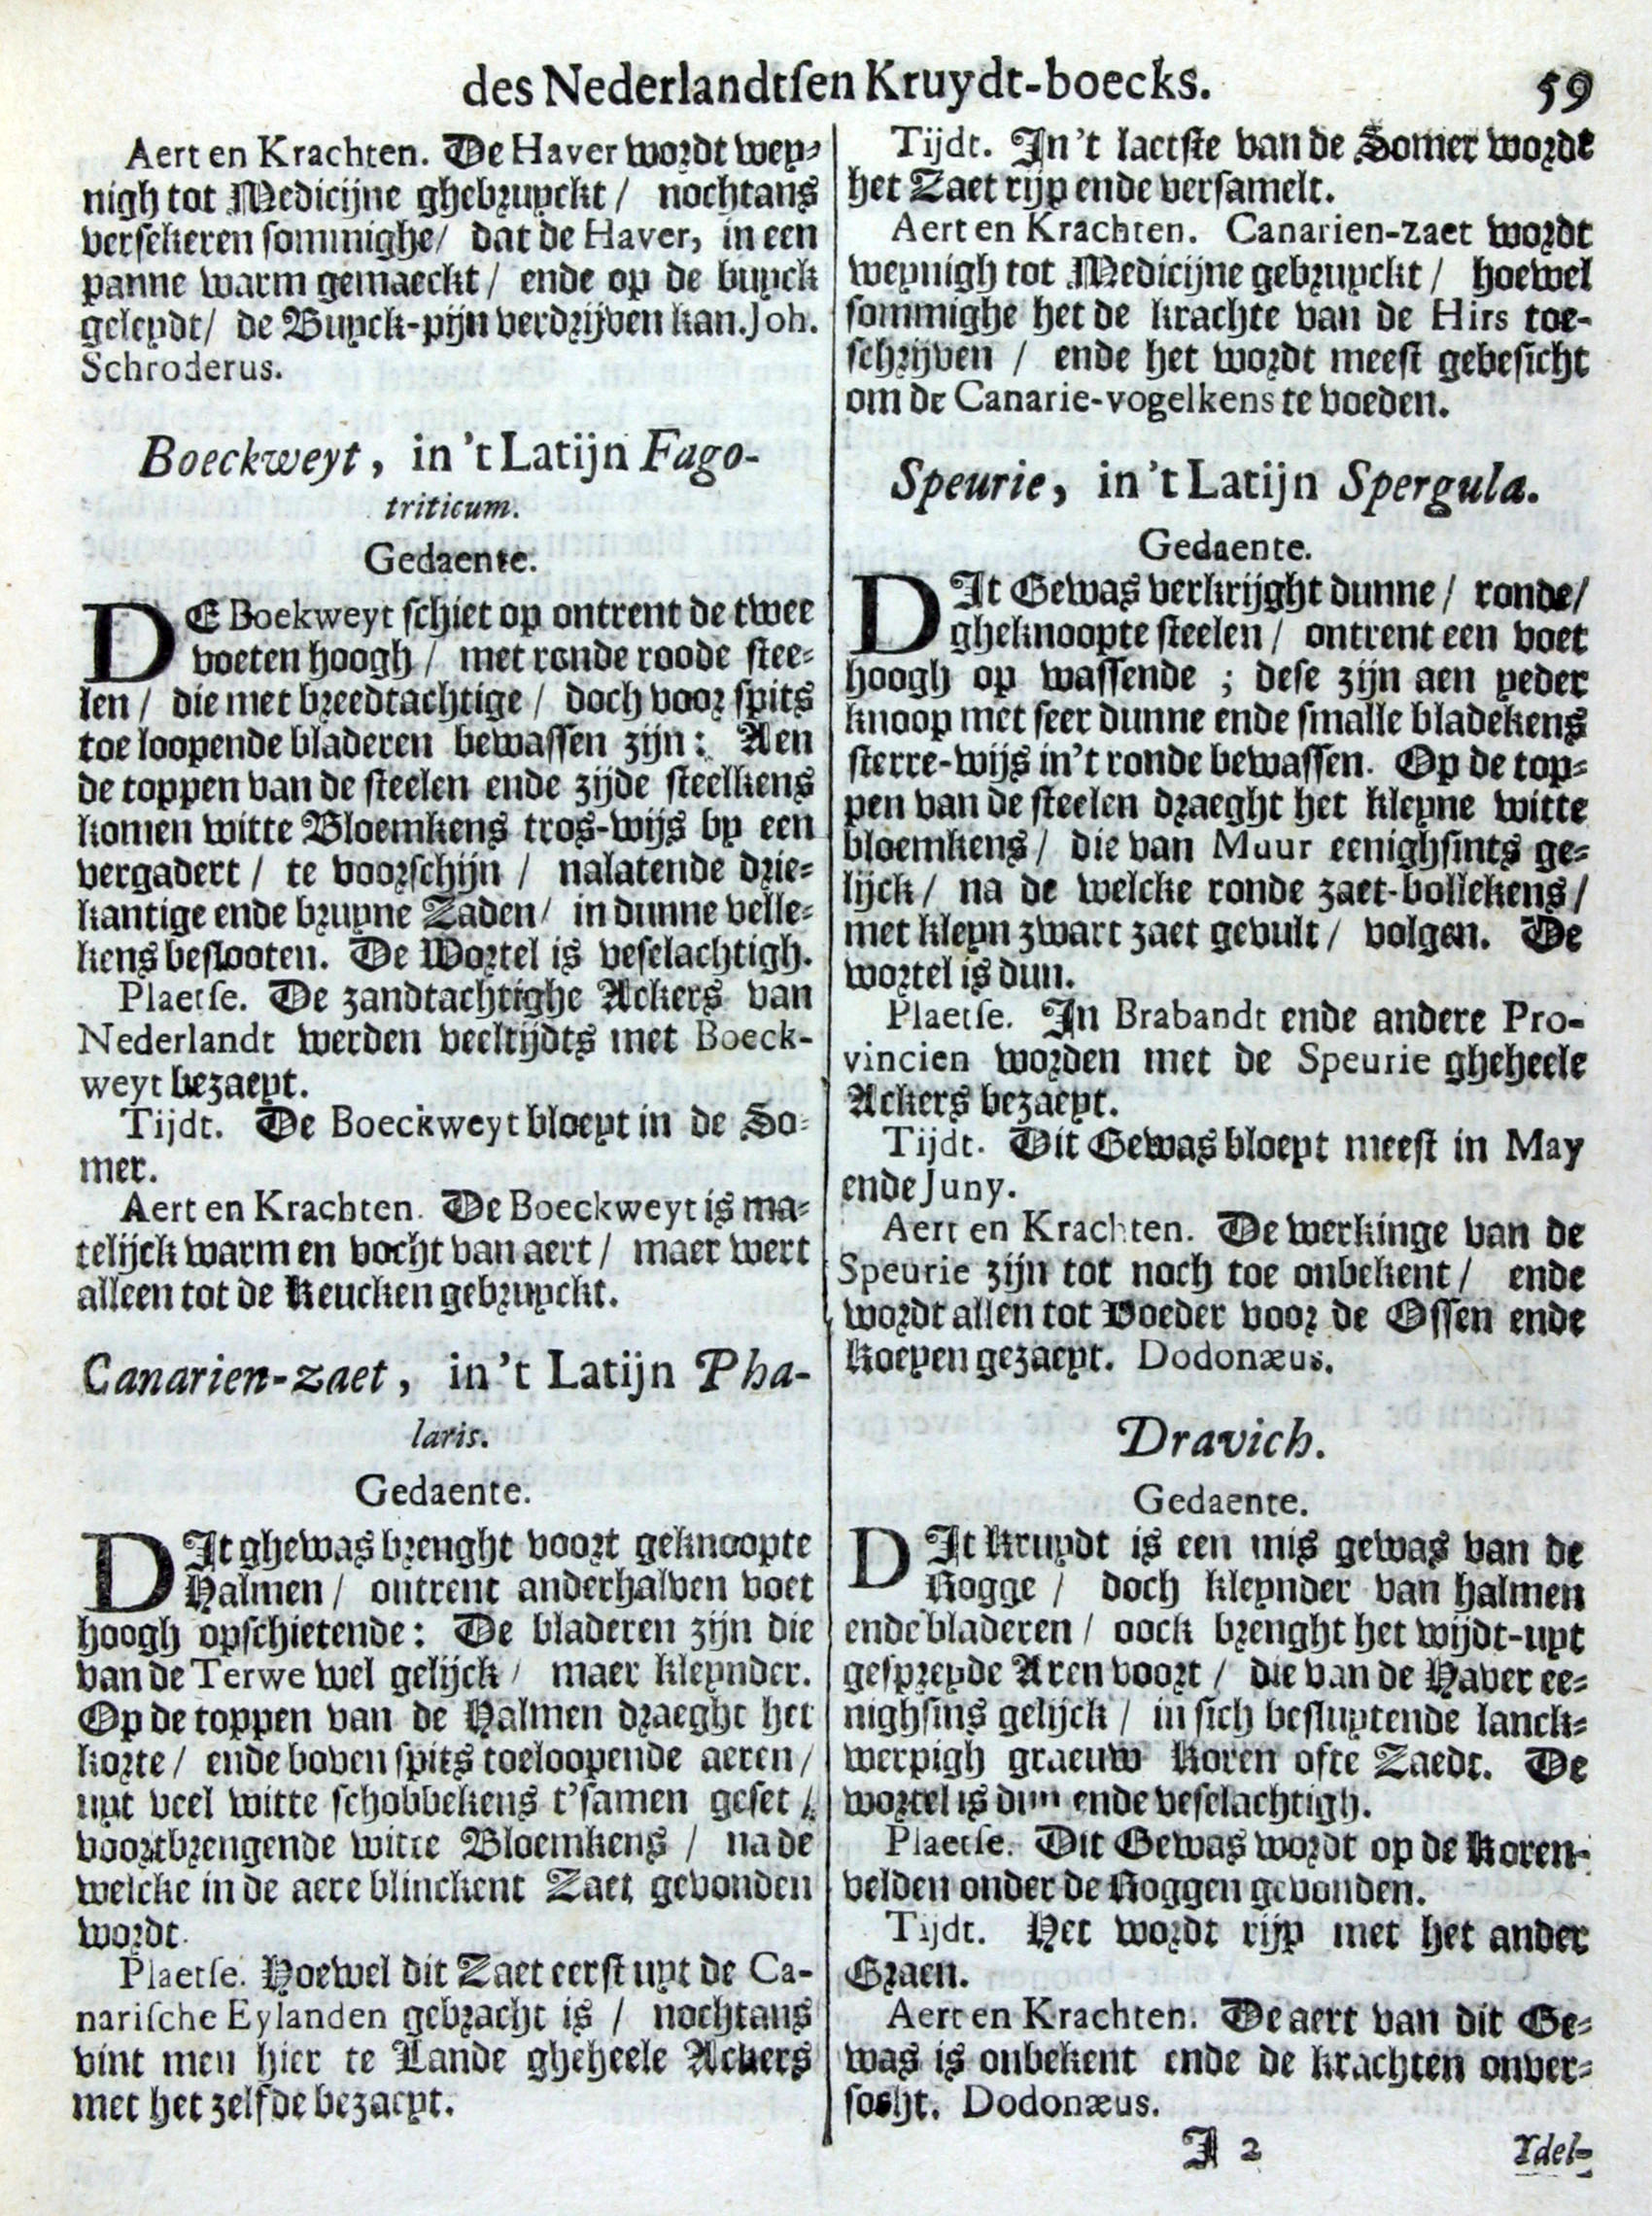 des Nederlandtſen Kruydt-boecks.
59
Aert en Krachten. De Haver wordt wey-
nigh tot Medicijne ghebruyckt / nochtans
verſekeren ſommighe / dat de Haver, in een
panne warm gemaeckt / ende op de buyck
geleydt / de Buyck-pijn verdrijven kan. Joh.
Schroderus.
Boeckweyt, in 't Latijn Fago-
triticum.
Gedaente.
DE Boekweyt ſchiet op ontrent de twee
voeten hoogh / met ronde roode ſtee-
len / die met breedtachtige / doch voor ſpits
toe loopende bladeren bewaſſen zijn: Aen
de toppen van de ſteelen ende zijde ſteelkens
komen witte Bloemkens tros-wijs by een
vergadert / te voorſchijn / nalatende drie-
kantige ende bruyne Zaden / in dunne velle-
kens beſlooten. De Wortel is veſelachtigh.
Plaetſe. De zandtachtighe Ackers van
Nederlandt werden veeltijdts met Boeck-
weyt bezaeyt.
Tijdt. De Boeckweyt bloeyt in de So-
mer.
Aert en Krachten. De Boeckweyt is ma-
telijck warm en vocht van aert / maer wert
alleen tot de Keucken gebruyckt.
Canarien-zaet, in 't Latijn Pha-
laris.
Gedaente.
DIt ghewas brenght voort geknoopte
Halmen / ontrent anderhalven voet
hoogh opſchietende: De bladeren zijn die
van de Terwe wel gelijck / maer kleynder.
Op de toppen van de Halmen draeght het
korte / ende boven ſpits toeloopende aeren /
uyt veel witte ſchobbekens t'ſamen geſet /
voortbrengende witte Bloemkens / na de
welcke in de aere blinckent Zaet gevonden
wordt.
Plaetſe. Hoewel dit Zaet eerſt uyt de Ca-
nariſche Eylanden gebracht is / nochtans
vint men hier te Lande gheheele Ackers
met het zelfde bezaeyt.
Tijdt. In 't laetſte van de Somer wordt
het Zaet rijp ende verſamelt.
Aert en Krachten. Canarien-zaet wordt
weynigh tot Medicijne gebruyckt / hoewel
ſommighe het de krachte van de Hirs toe-
ſchrijven / ende het wordt meeſt gebeſicht
om de Canarie-vogelkens te voeden.
Speurie, in 't Latijn Spergula.
Gedaente.
DIt Gewas verkrijght dunne / ronde /
gheknoopte ſteelen / ontrent een voet
hoogh op waſſende ; deſe zijn aen yeder
knoop met ſeer dunne ende ſmalle bladekens
ſterre-wijs in't ronde bewaſſen. Op de top-
pen van de ſteelen draeght het kleyne witte
bloemkens / die van Muur eenighſints ge-
lijck / na de welcke ronde zaet-bollekens /
met kleyn zwart zaet gevult / volgen. De
wortel is dun.
Plaetſe. In Brabandt ende andere Pro-
vincien worden met de Speurie gheheele
Ackers bezaeyt.
Tijdt. Dit Gewas bloeyt meeſt in May
ende Juny.
Aert en Krachten. De werkinge van de
Speurie zijn tot noch toe onbekent / ende
wordt allen tot Voeder voor de Oſſen ende
Koeyen gezaeyt. Dodonæus.
Dravich.
Gedaente.
DIt Kruydt is een mis gewas van de
Rogge / doch kleynder van halmen
ende bladeren / oock brenght het wijdt-uyt
geſpreyde Aren voort / die van de Haver ee-
nighſins gelijck / in ſich beſluytende lanck-
werpigh graeuw Koren ofte Zaedt. De
wortel is dun ende veſelachtigh.
Plaetſe. Dit Gewas wordt op de Koren-
velden onder de Roggen gevonden.
Tijdt. Het wordt rijp met het ander
Graen.
Aert en Krachten. De aert van dit Ge-
was is onbekent ende de krachten onver-
ſocht. Dodonæus.
I 2
Ydel-